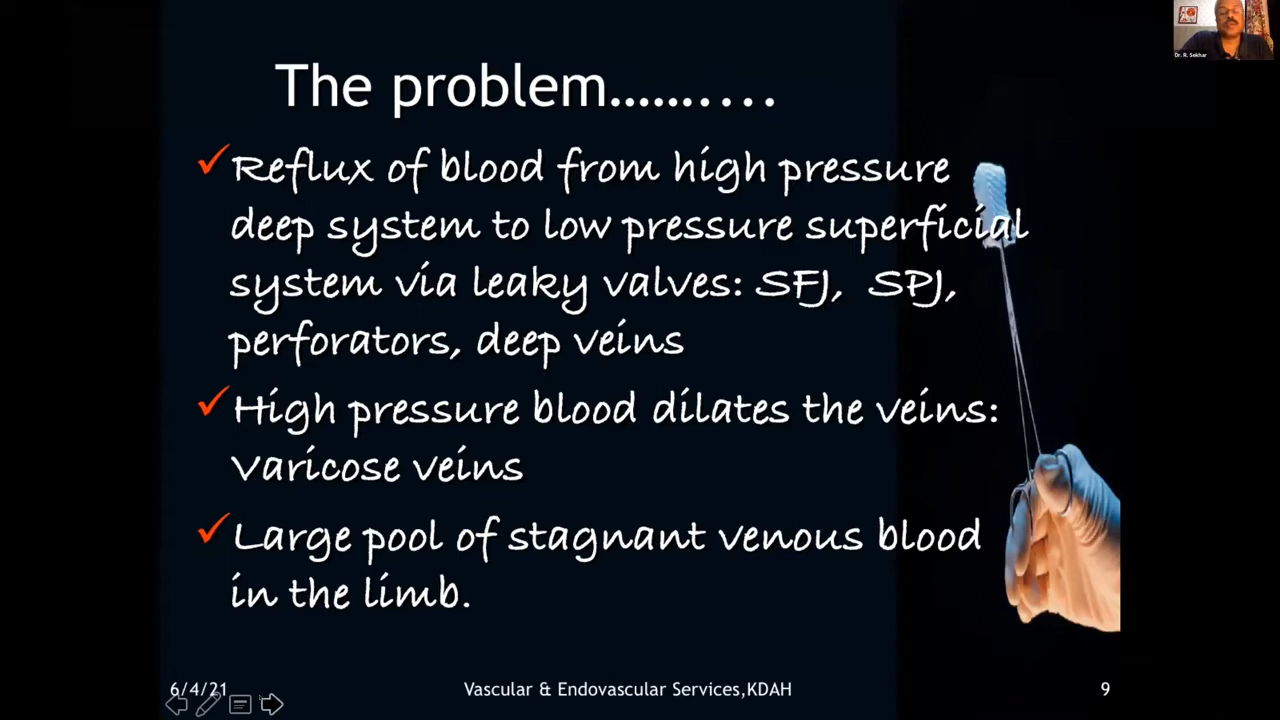 Dr. R. Sekhar
The problem...........
Reflux of blood from high pressure
deep system to low pressure superficial
system via leaky valves: SFJ, SPJ,
perforators, deep veins
High pressure blood dilates the veins:
Varicose veins
Large pool of stagnant venous blood
in the limb.
6/4/21
Vascular & Endovascular Services,KDAH
9